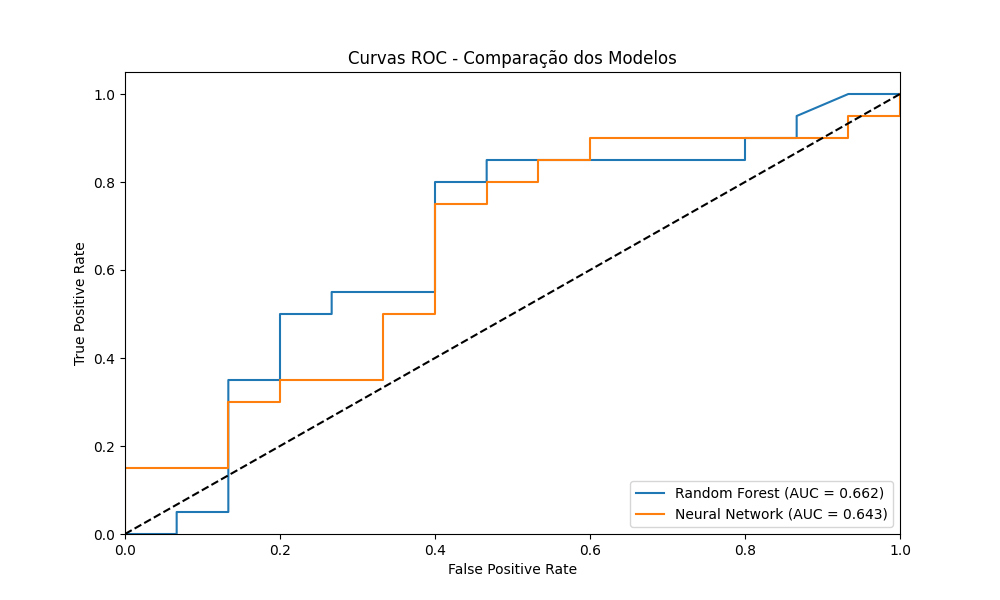 Curvas ROC - Comparação dos Modelos
True Positive Rate
1.0
0.8
0.6
0.4
0.2
0.0
0.0 0.2 0.4 0.6 0.8 1.0
False Positive Rate
Random Forest (AUC = 0.662)
Neural Network (AUC = 0.643)